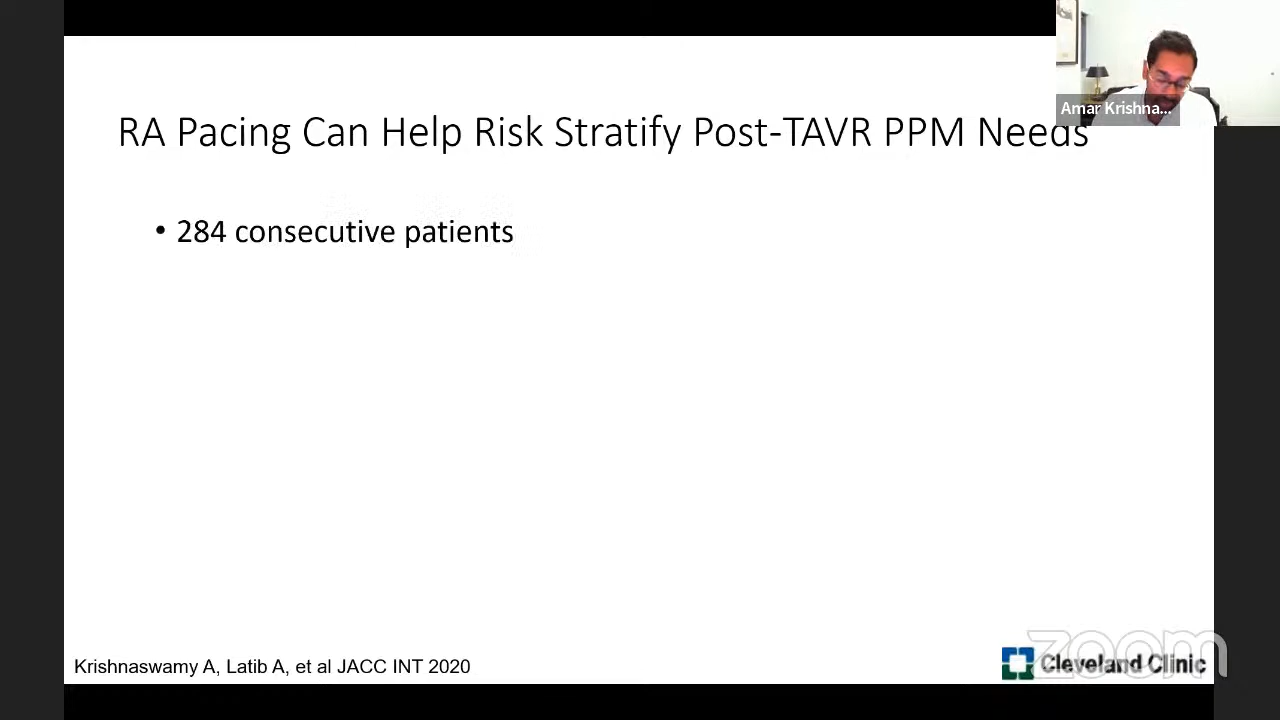 Amar Krishna...
RA Pacing Can Help Risk Stratify Post-TAVR PPM Needs
• 284 consecutive patients
Krishnaswamy A, Latib A, et al JACC INT 2020
Cleveland Clinic
zoom